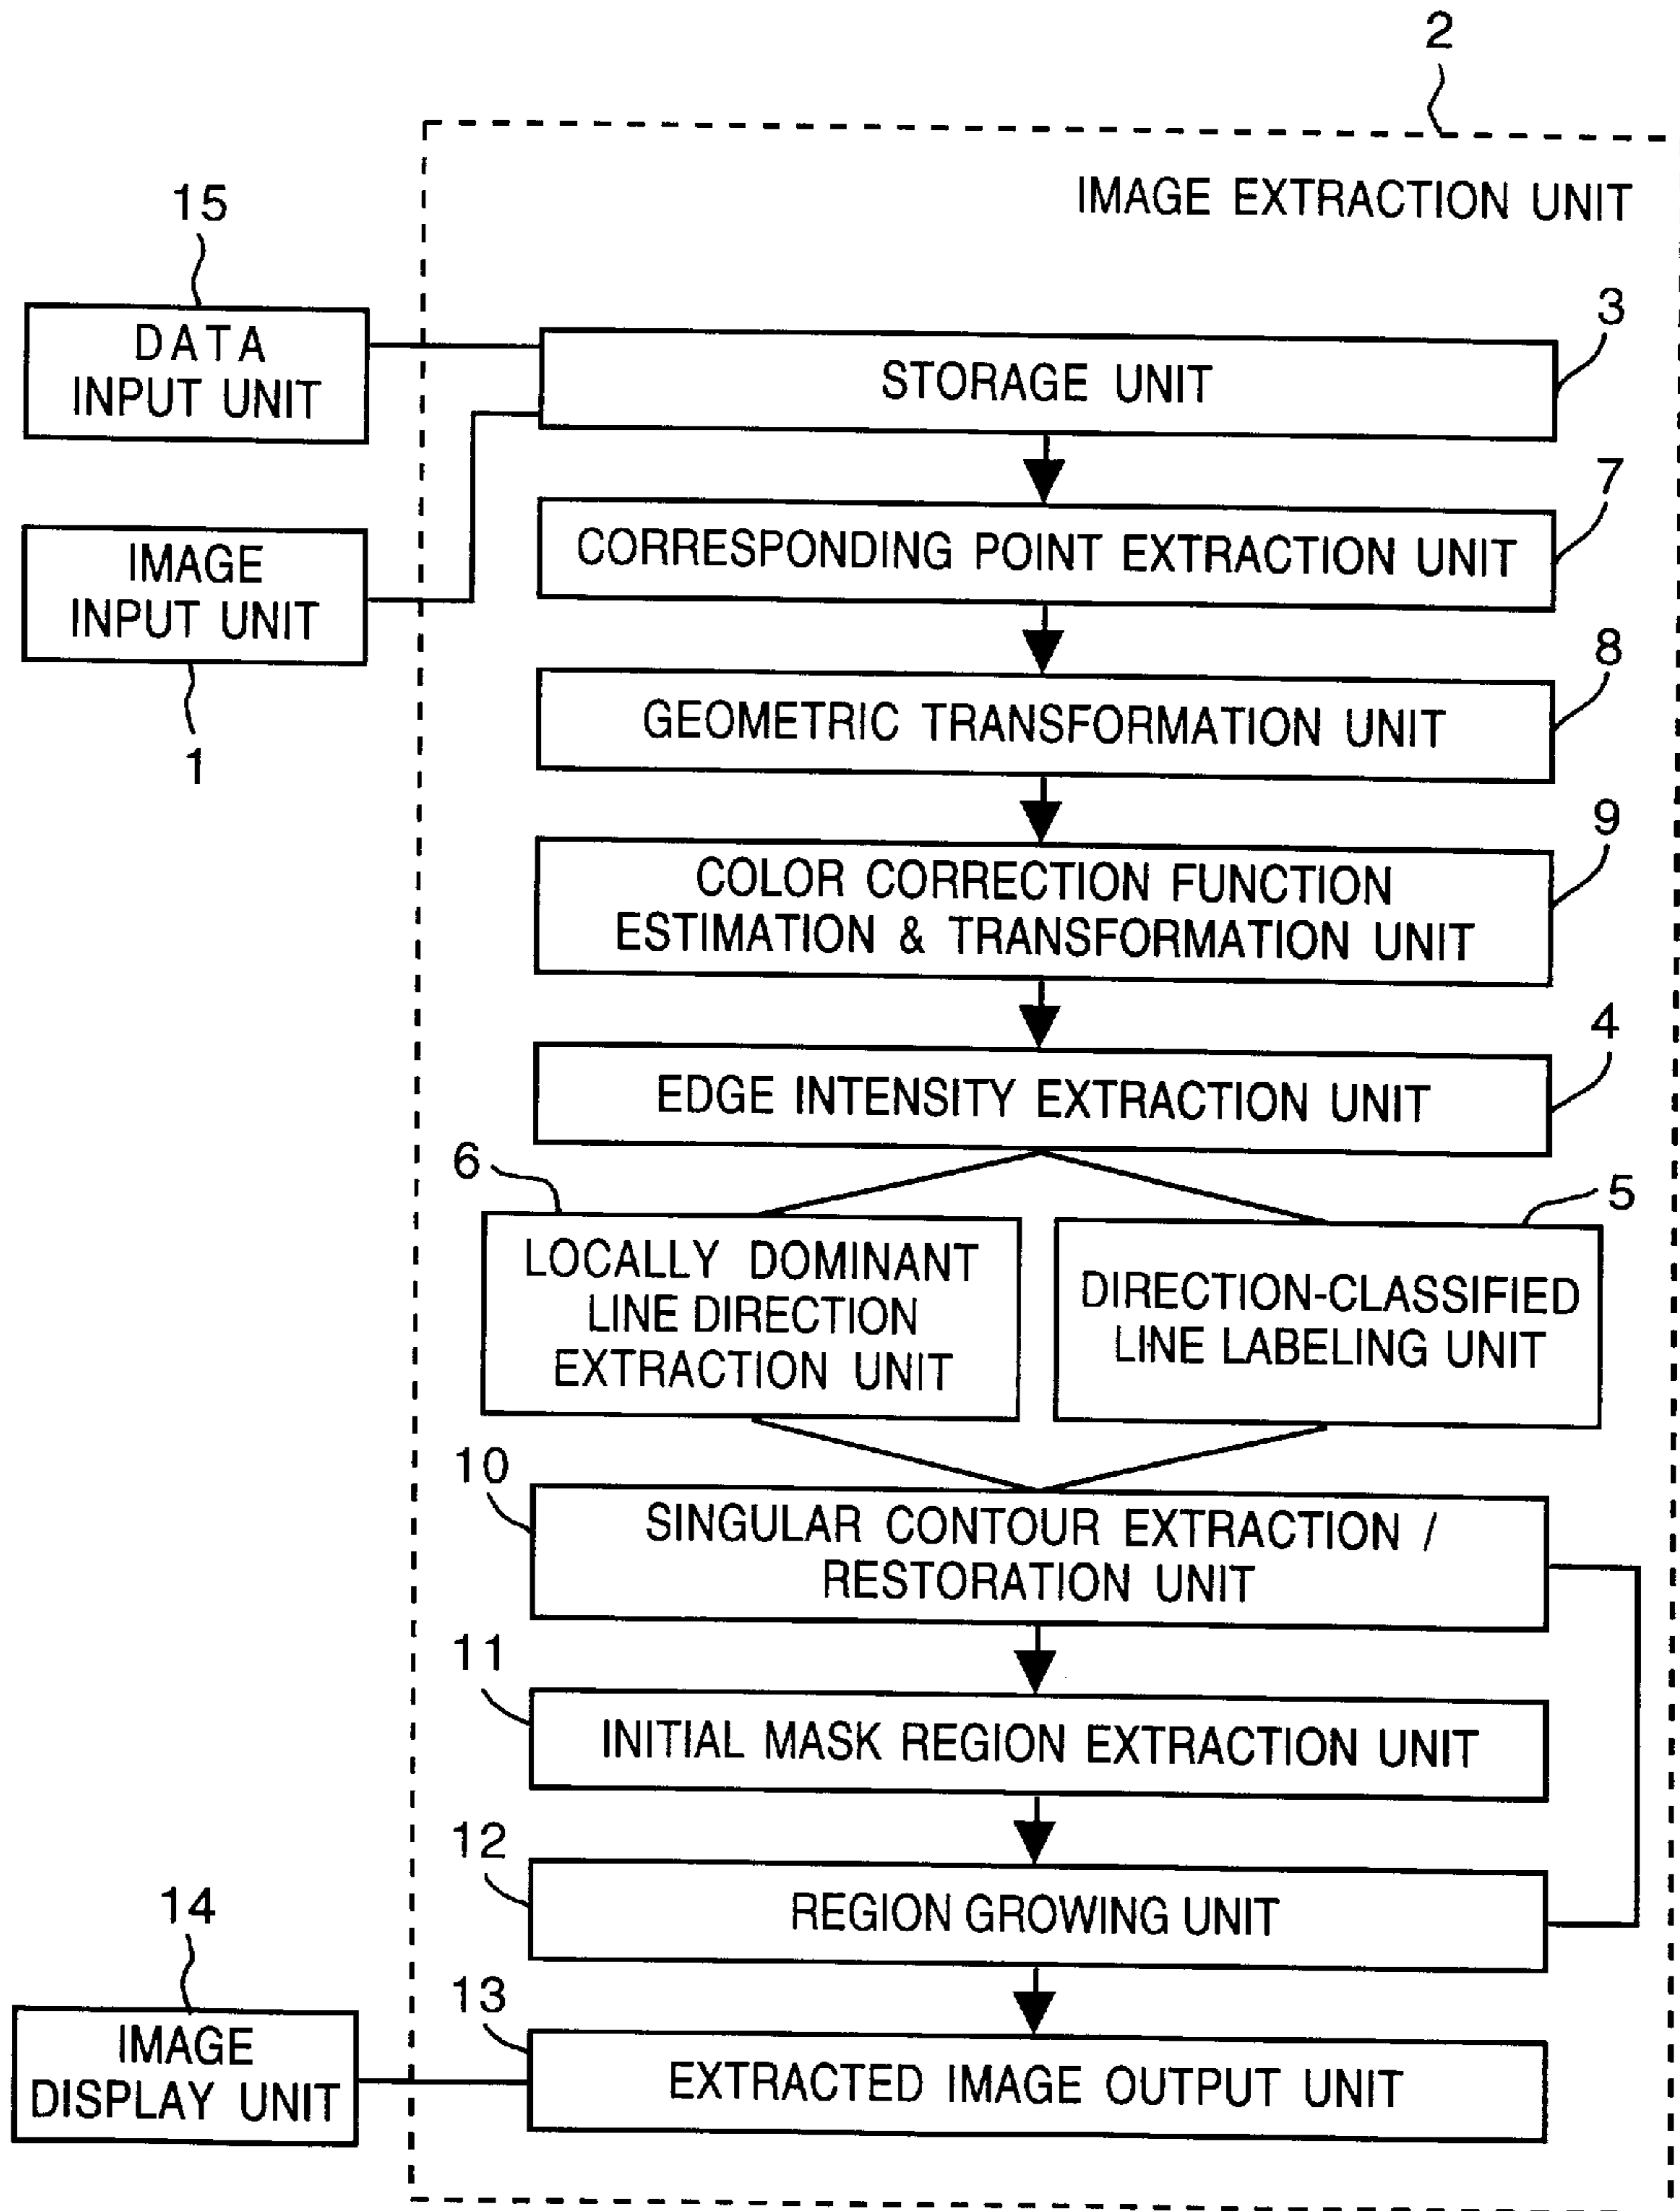 2
IMAGE EXTRACTION UNIT
15
DATA
INPUT UNIT
3
STORAGE UNIT
7
CORRESPONDING POINT EXTRACTION UNIT
IMAGE
INPUT UNIT
1
8
GEOMETRIC TRANSFORMATION UNIT
9
COLOR CORRECTION FUNCTION
ESTIMATION & TRANSFORMATION UNIT
4
EDGE INTENSITY EXTRACTION UNIT
6
LOCALLY DOMINANT
LINE DIRECTION
EXTRACTION UNIT
5
DIRECTION-CLASSIFIED
LINE LABELING UNIT
10
SINGULAR CONTOUR EXTRACTION /
RESTORATION UNIT
11
INITIAL MASK REGION EXTRACTION UNIT
12
REGION GROWING UNIT
14
IMAGE
DISPLAY UNIT
13
EXTRACTED IMAGE OUTPUT UNIT